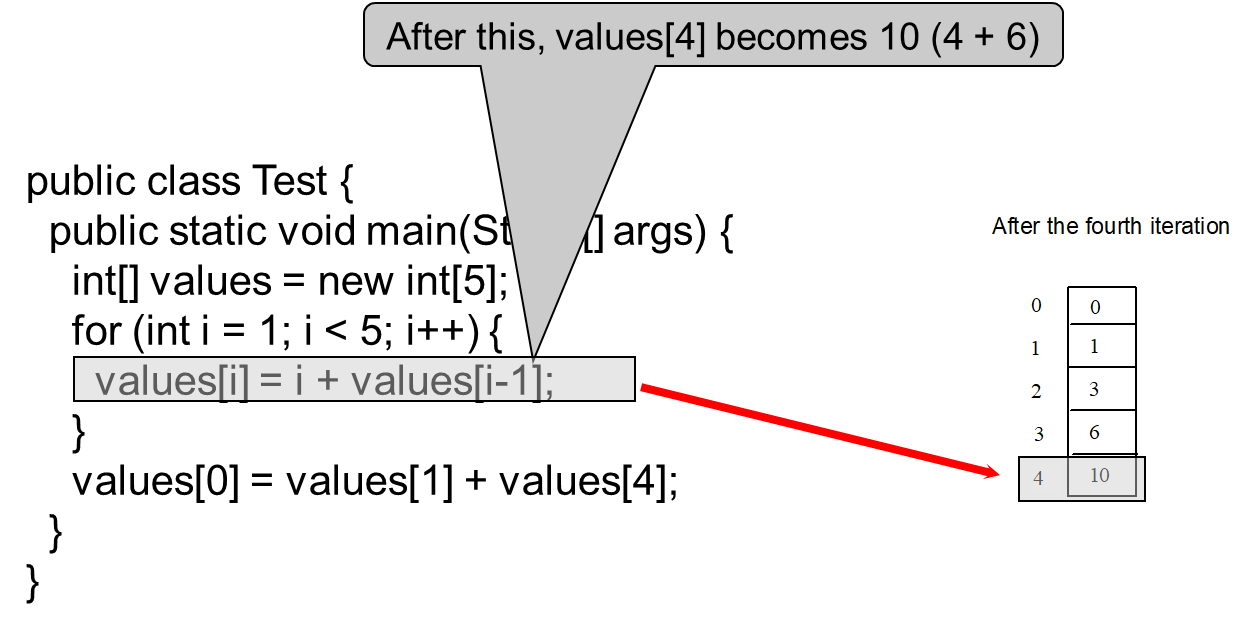 After this, values[4] becomes 10 (4 + 6)
public class Test {
public static void main(St [] args) {
int[] values = new int[5];
for (int i = 1; i < 5; i++) {
values[i] = i + values[i-1];
}
values[0] = values[1] + values[4];
}
}
After the fourth iteration
0 0
1 1
2 3
3 6
4 10